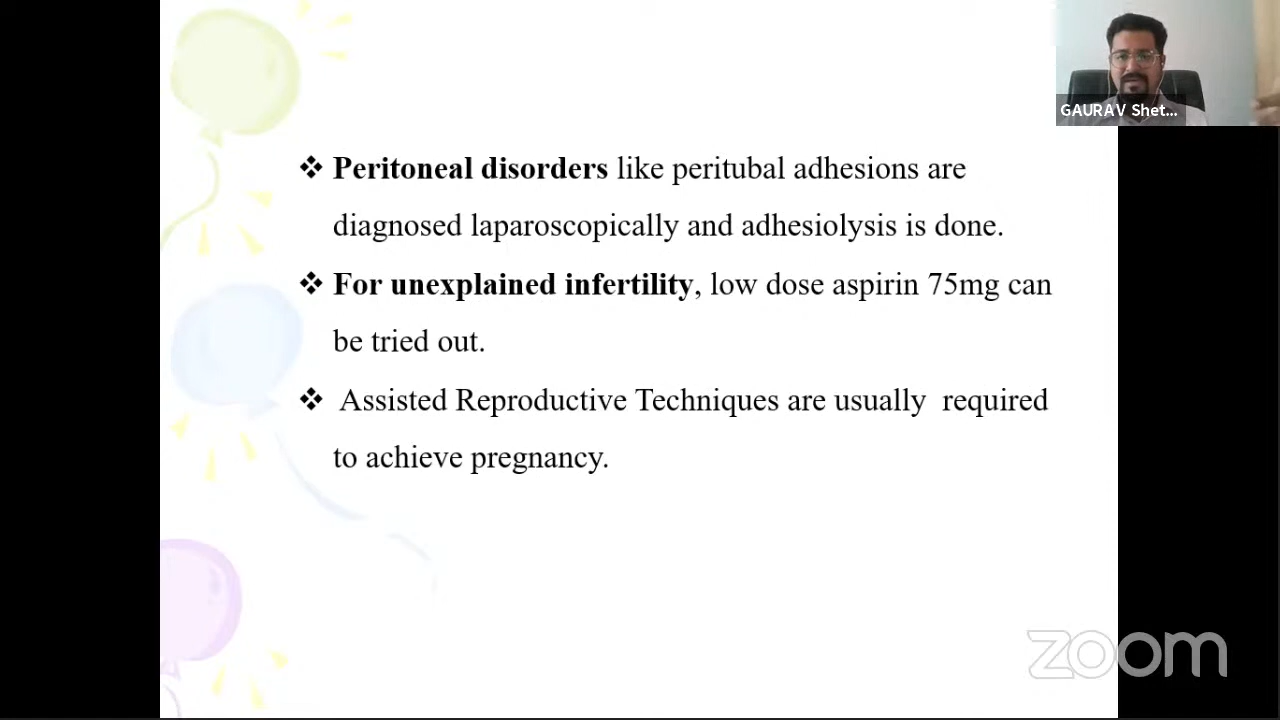 GAURAV Shet...
❖ Peritoneal disorders like peritubal adhesions are
diagnosed laparoscopically and adhesiolysis is done.
❖ For unexplained infertility, low dose aspirin 75mg can
be tried out.
❖ Assisted Reproductive Techniques are usually required
to achieve pregnancy.
zoom